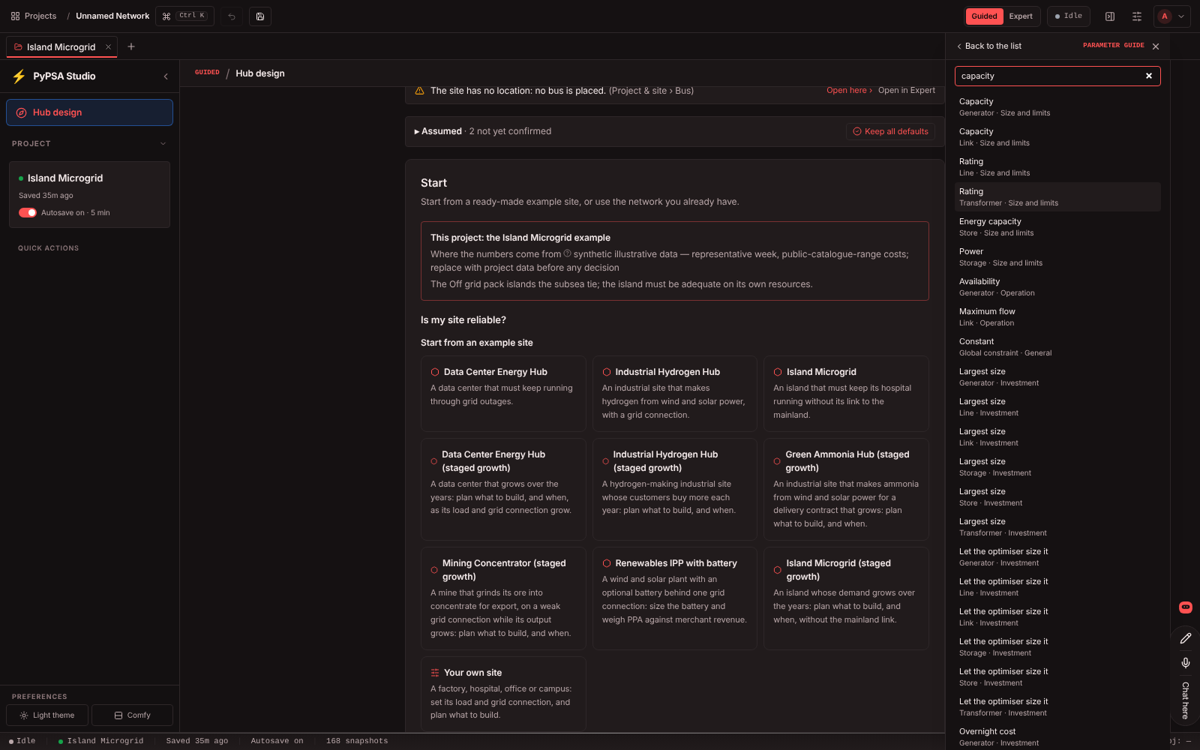 Projects / Unnamed Network ⌘ Ctrl K
Guided Expert Idle A
Island Microgrid × +
PyPSA Studio
Hub design
PROJECT
Island Microgrid
Saved 35m ago
Autosave on · 5 min
QUICK ACTIONS
PREFERENCES
Light theme Comfy
GUIDED / Hub design
The site has no location: no bus is placed. (Project & site › Bus) Open here › Open in Expert
▸ Assumed · 2 not yet confirmed Keep all defaults
Start
Start from a ready-made example site, or use the network you already have.
This project: the Island Microgrid example
Where the numbers come from ? synthetic illustrative data — representative week, public-catalogue-range costs;
replace with project data before any decision
The Off grid pack islands the subsea tie; the island must be adequate on its own resources.
Is my site reliable?
Start from an example site
Data Center Energy Hub
A data center that must keep running
through grid outages.
Industrial Hydrogen Hub
An industrial site that makes
hydrogen from wind and solar power,
with a grid connection.
Island Microgrid
An island that must keep its hospital
running without its link to the
mainland.
Data Center Energy Hub
(staged growth)
A data center that grows over the
years: plan what to build, and when,
as its load and grid connection grow.
Industrial Hydrogen Hub
(staged growth)
A hydrogen-making industrial site
whose customers buy more each
year: plan what to build, and when.
Green Ammonia Hub (staged
growth)
An industrial site that makes ammonia
from wind and solar power for a
delivery contract that grows: plan
what to build, and when.
Mining Concentrator (staged
growth)
A mine that grinds its ore into
concentrate for export, on a weak
grid connection while its output
grows: plan what to build, and when.
Renewables IPP with battery
A wind and solar plant with an
optional battery behind one grid
connection: size the battery and
weigh PPA against merchant revenue.
Island Microgrid (staged
growth)
An island whose demand grows over
the years: plan what to build, and
when, without the mainland link.
Your own site
A factory, hospital, office or campus:
set its load and grid connection, and
plan what to build.
‹ Back to the list PARAMETER GUIDE ×
capacity ×
Capacity
Generator · Size and limits
Capacity
Link · Size and limits
Rating
Line · Size and limits
Rating
Transformer · Size and limits
Energy capacity
Store · Size and limits
Power
Storage · Size and limits
Availability
Generator · Operation
Maximum flow
Link · Operation
Constant
Global constraint · General
Largest size
Generator · Investment
Largest size
Line · Investment
Largest size
Link · Investment
Largest size
Storage · Investment
Largest size
Store · Investment
Largest size
Transformer · Investment
Let the optimiser size it
Generator · Investment
Let the optimiser size it
Line · Investment
Let the optimiser size it
Link · Investment
Let the optimiser size it
Storage · Investment
Let the optimiser size it
Store · Investment
Let the optimiser size it
Transformer · Investment
Overnight cost
Generator · Investment
Chat here
Idle Island Microgrid Saved 35m ago Autosave on 168 snapshots